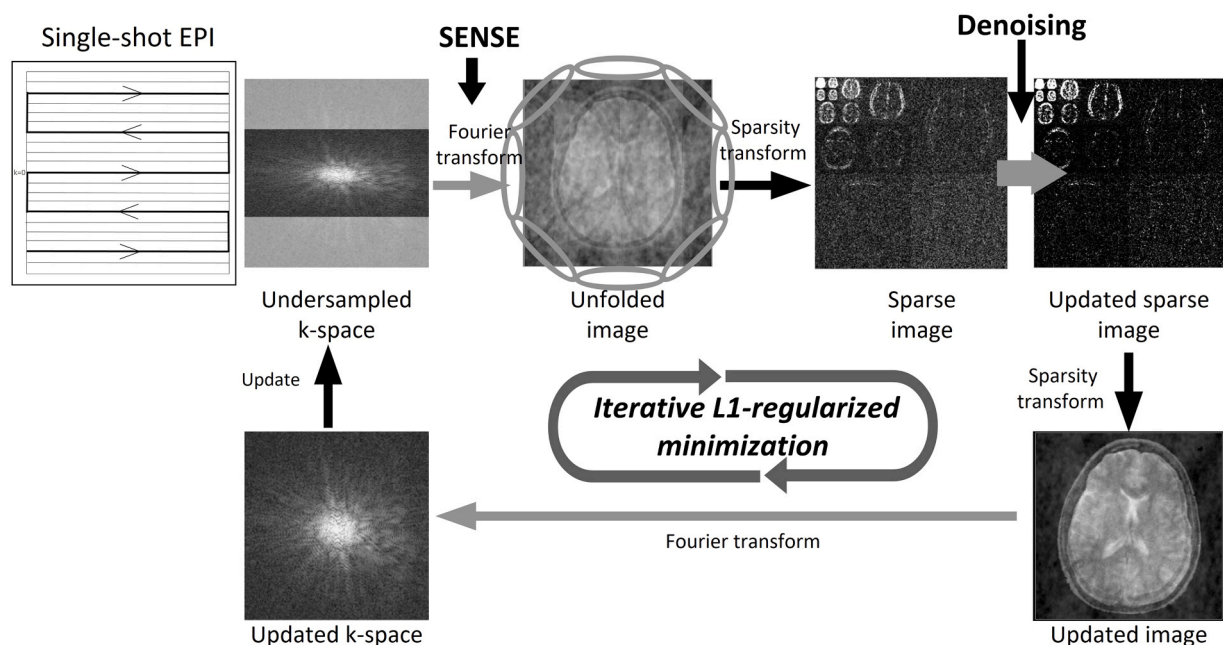 Single-shot EPI
SENSE
Denoising
k=0
Fourier
transform
Sparsity
transform
Undersampled
k-space
Unfolded
image
Sparse
image
Updated sparse
image
Update
Iterative L1-regularized
minimization
Sparsity
transform
Fourier transform
Updated k-space
Updated image